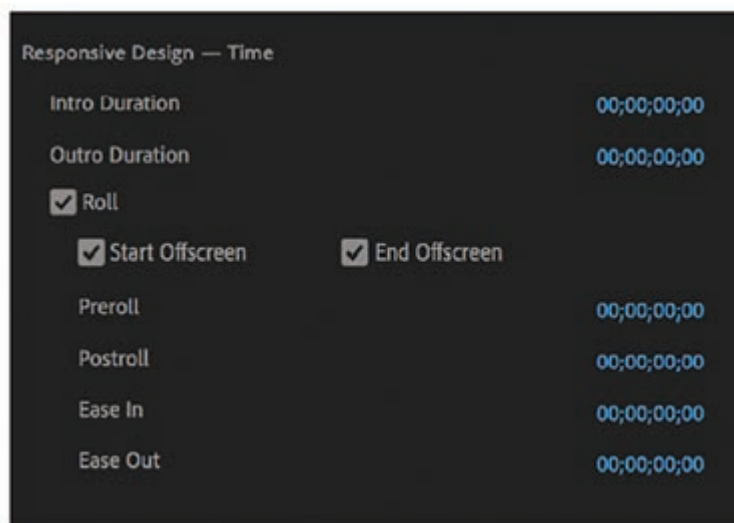 Responsive Design — Time
Intro Duration 00;00;00;00
Outro Duration 00;00;00;00
Roll
Start Offscreen End Offscreen
Preroll 00;00;00;00
Postroll 00;00;00;00
Ease In 00;00;00;00
Ease Out 00;00;00;00